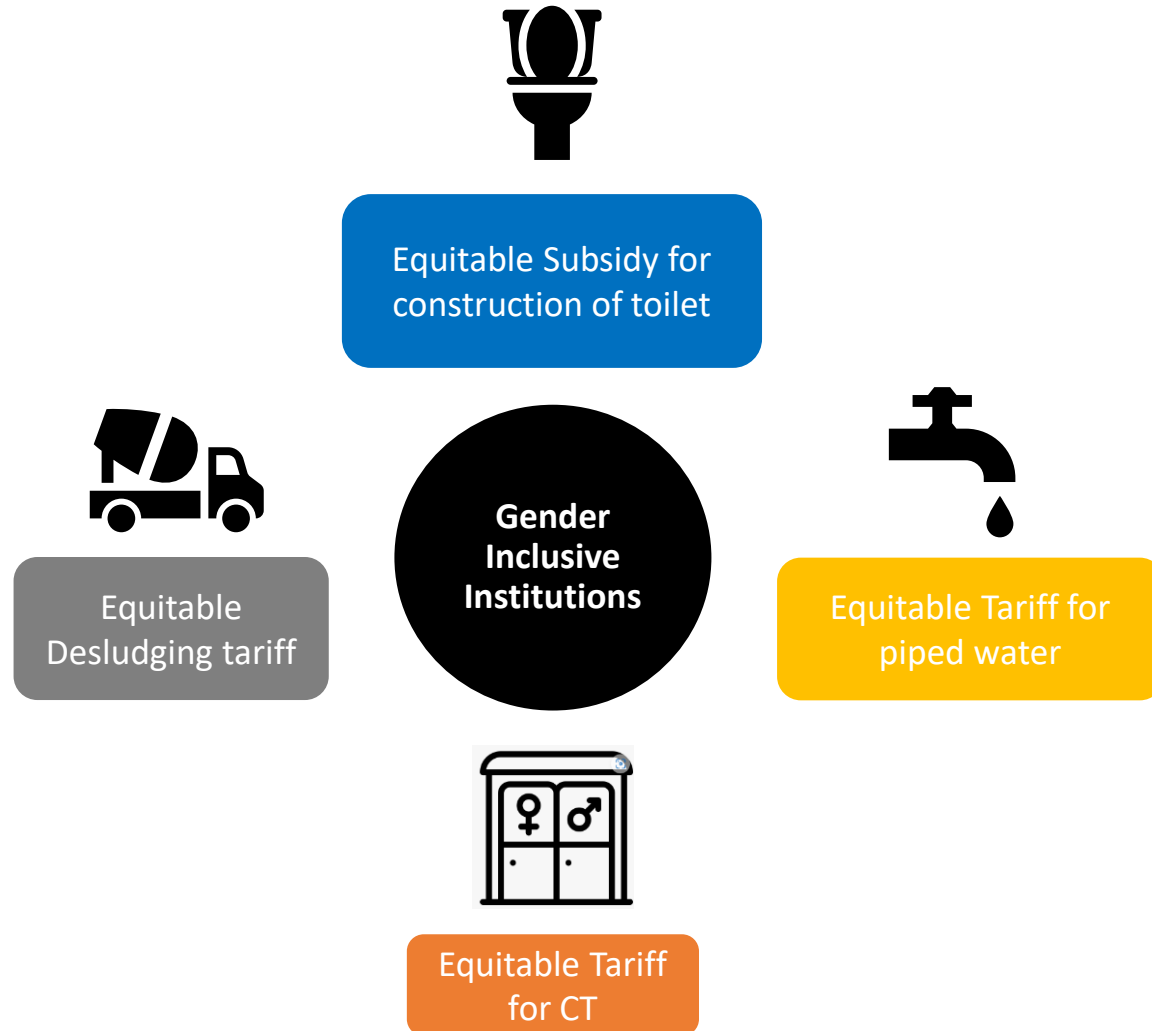 Equitable Subsidy for
construction of toilet
Gender
Inclusive
Institutions
Equitable
Desludging tariff
Equitable Tariff for
piped water
Equitable Tariff
for CT